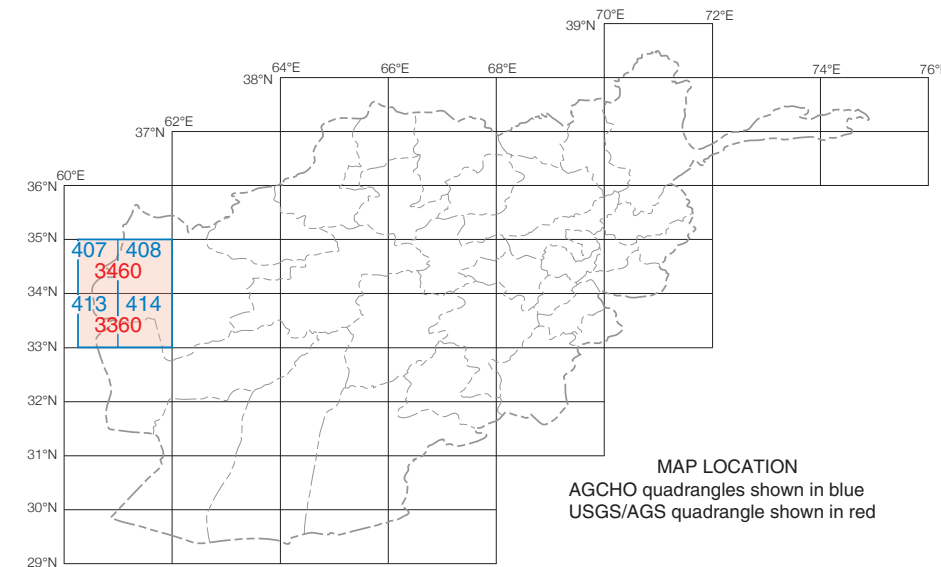 70°E 72°E
39°N
64°E 66°E 68°E 74°E 76°E
38°N
62°E
37°N
60°E
36°N
35°N
407 408
3460
34°N
413 414
3360
33°N
32°N
31°N
MAP LOCATION
AGCHO quadrangles shown in blue
USGS/AGS quadrangle shown in red
30°N
29°N